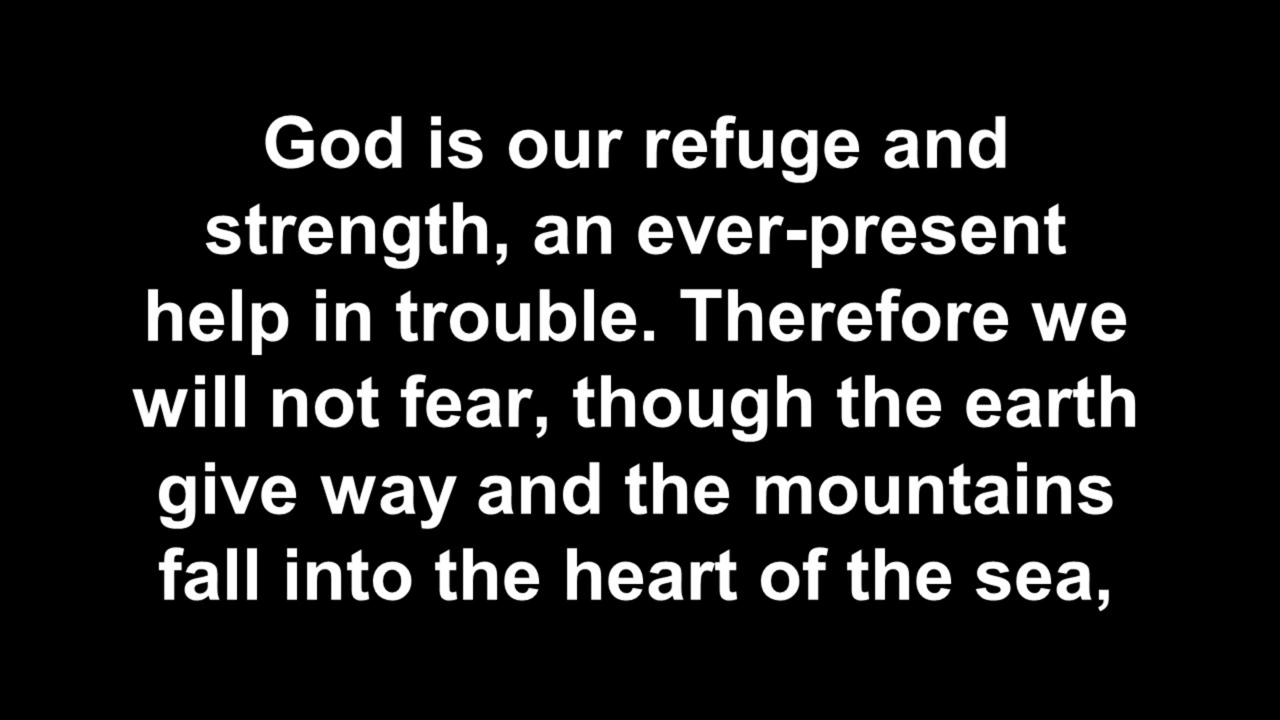 God is our refuge and
strength, an ever-present
help in trouble. Therefore we
will not fear, though the earth
give way and the mountains
fall into the heart of the sea,